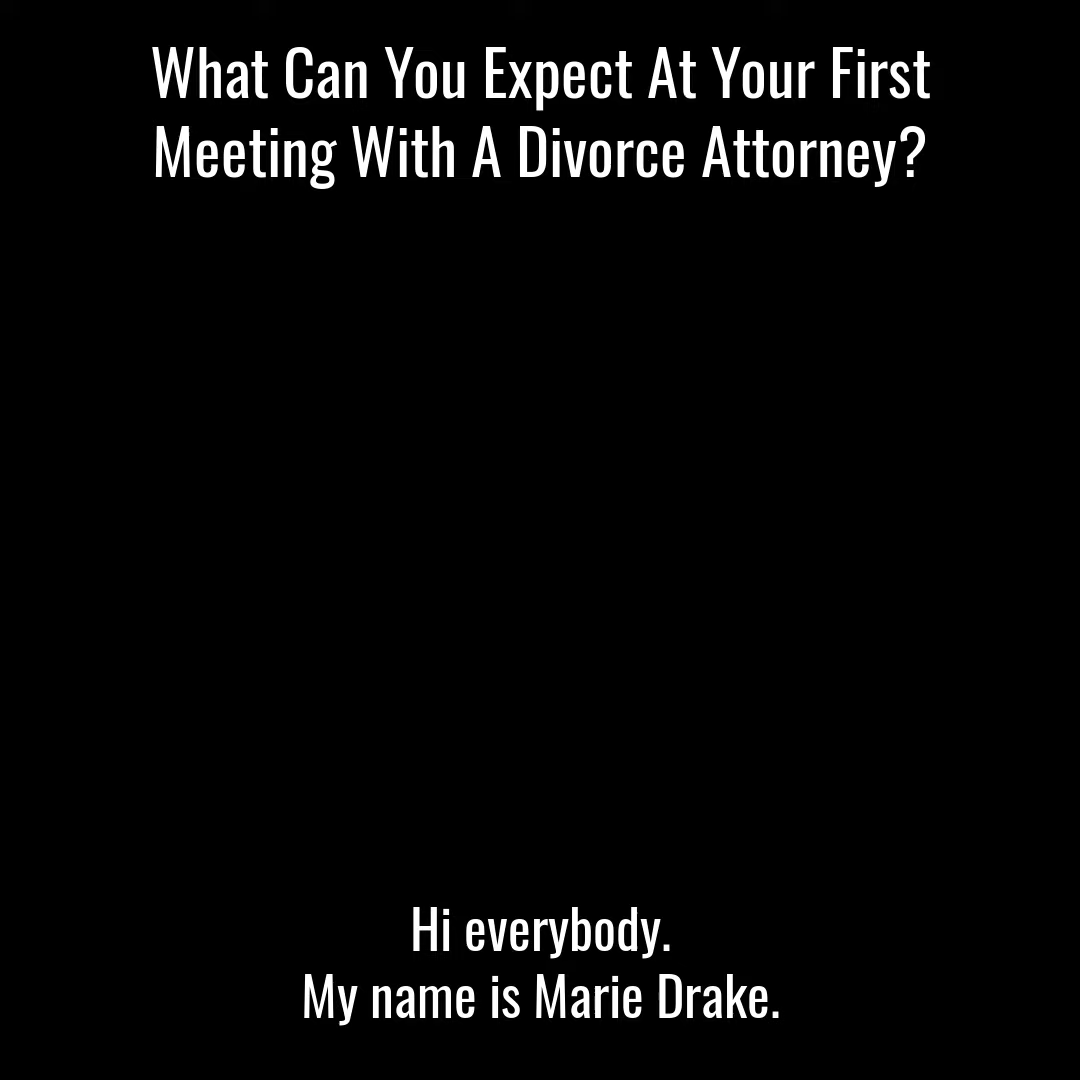 What Can You Expect At Your First
Meeting With A Divorce Attorney?
Hi everybody.
My name is Marie Drake.